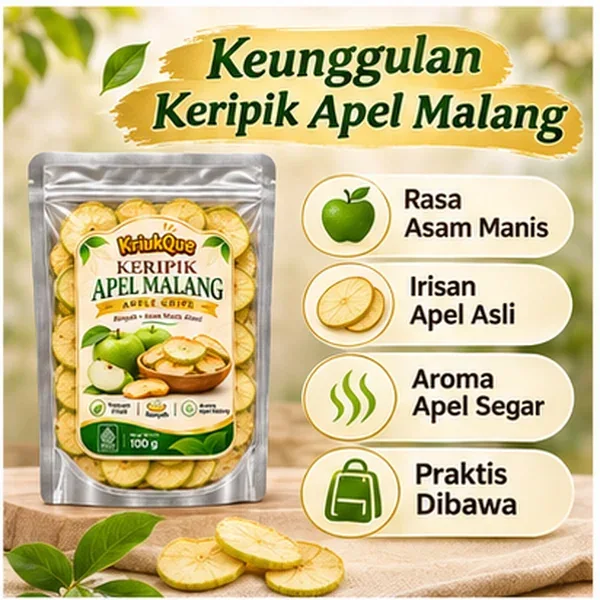 Keunggulan
Keripik Apel Malang
KriukQue
KERIPIK
APEL MALANG
100 g
Rasa
Asam Manis
Irisan
Apel Asli
Aroma
Apel Segar
Praktis
Dibawa